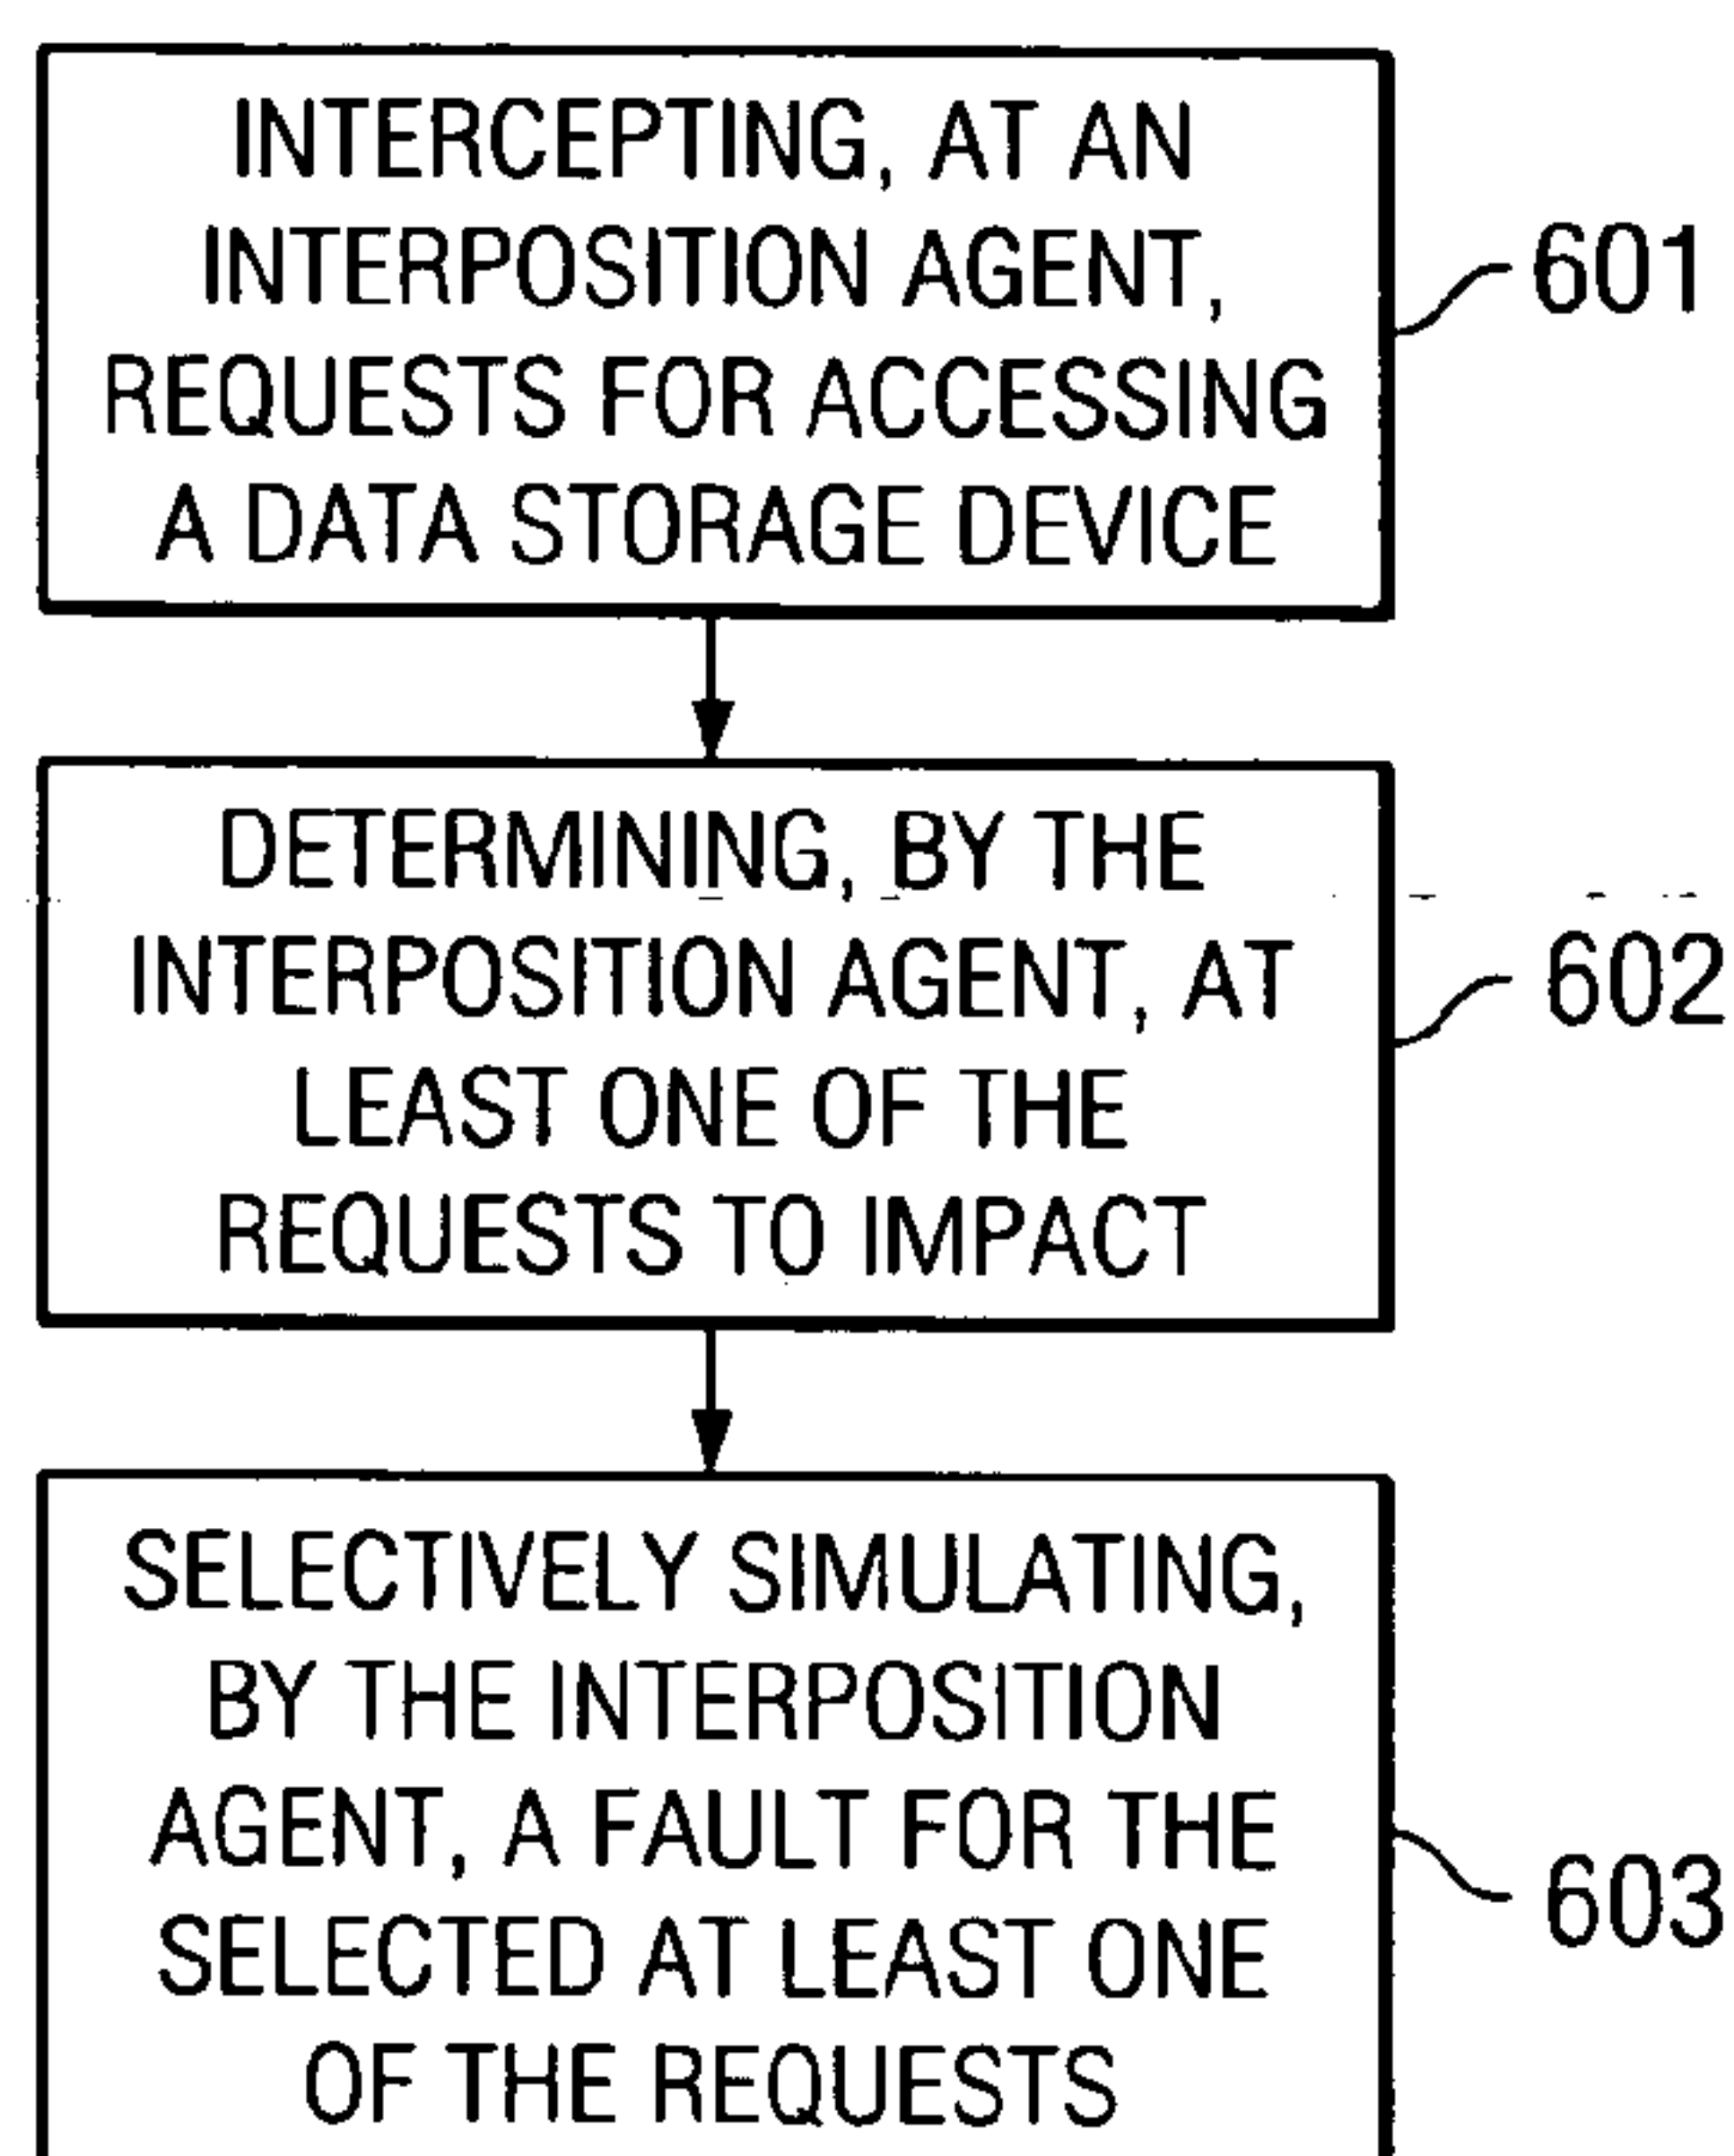 INTERCEPTING, AT AN
INTERPOSITION AGENT,
REQUESTS FOR ACCESSING
A DATA STORAGE DEVICE
601
DETERMINING, BY THE
INTERPOSITION AGENT, AT
LEAST ONE OF THE
REQUESTS TO IMPACT
602
SELECTIVELY SIMULATING,
BY THE INTERPOSITION
AGENT, A FAULT FOR THE
SELECTED AT LEAST ONE
OF THE REQUESTS
603